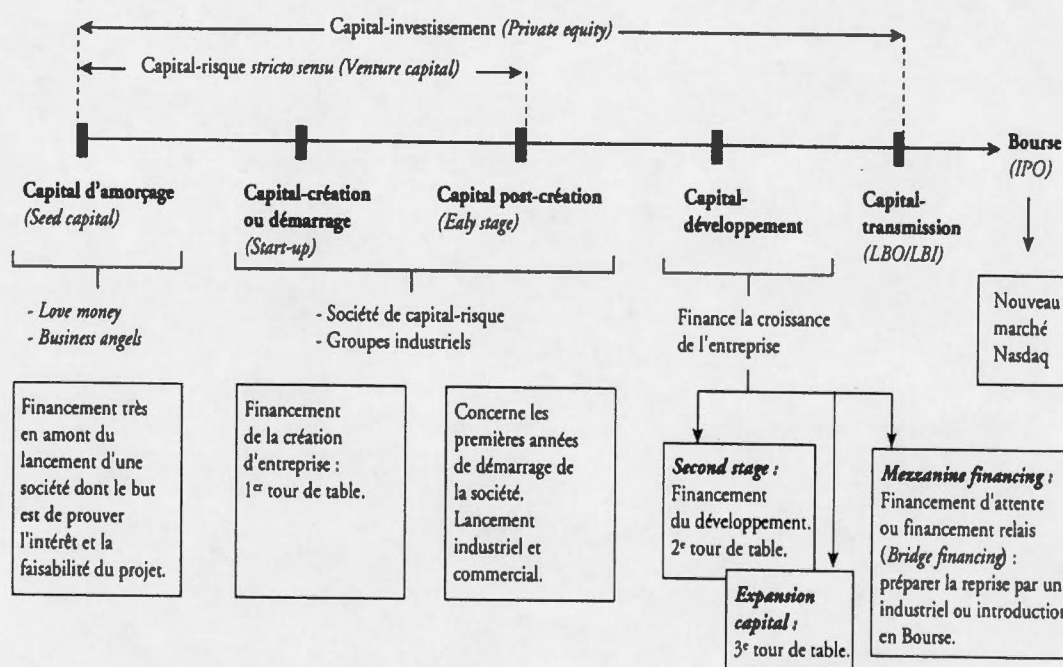 Capital-investissement (Private equity)
Capital-risque stricto sensu (Venture capital)
Bourse
(IPO)
Capital d'amorçage
(Seed capital)
Capital-création
ou démarrage
(Start-up)
Capital post-création
(Ealy stage)
Capital-
développement
Capital-
transmission
(LBO/LBI)
- Love money
- Business angels
- Société de capital-risque
- Groupes industriels
Finance la croissance
de l'entreprise
Nouveau
marché
Nasdaq
Financement très
en amont du
lancement d'une
société dont le but
est de prouver
l'intérêt et la
faisabilité du projet.
Financement
de la création
d'entreprise :
1er tour de table.
Concerne les
premières années
de démarrage de
la société.
Lancement
industriel et
commercial.
Second stage :
Financement
du développement.
2e tour de table.
Expansion
capital :
3e tour de table.
Mezzanine financing :
Financement d'attente
ou financement relais
(Bridge financing) :
préparer la reprise par un
industriel ou introduction
en Bourse.